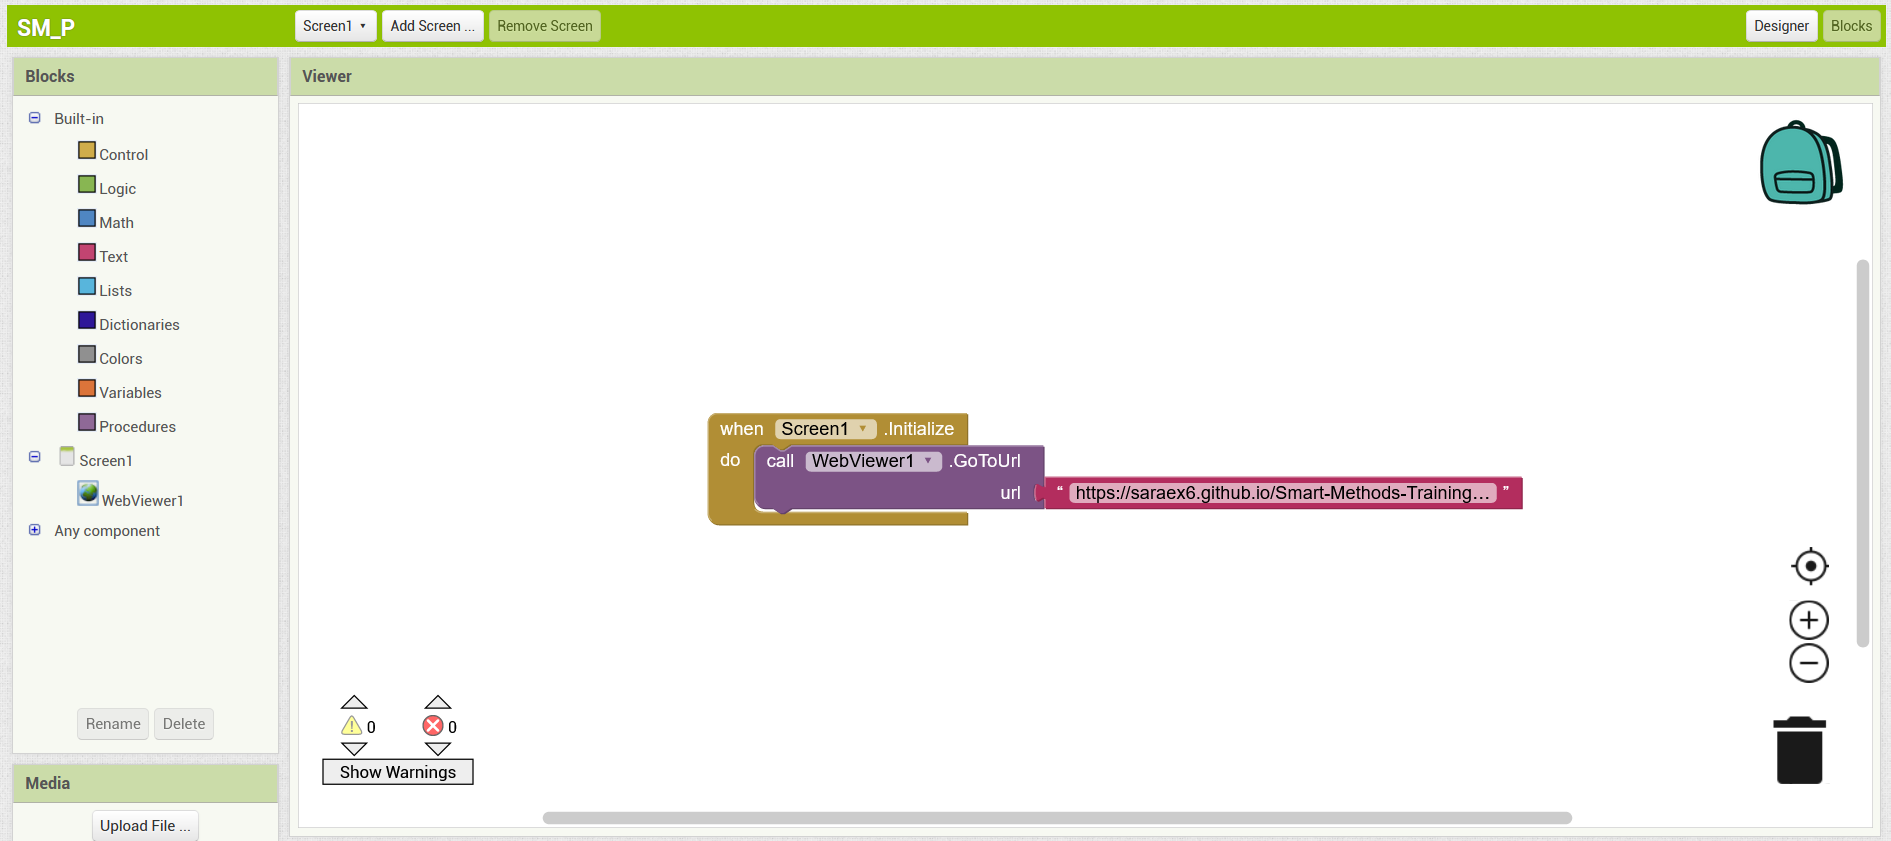 SM_P
Screen1
Add Screen ...
Remove Screen
Designer
Blocks
Blocks
Built-in
Control
Logic
Math
Text
Lists
Dictionaries
Colors
Variables
Procedures
Screen1
WebViewer1
Any component
Rename
Delete
Media
Upload File ...
Viewer
when Screen1 .Initialize
do call WebViewer1 .GoToUrl
url “ https://saraex6.github.io/Smart-Methods-Training... ”
0 0
Show Warnings